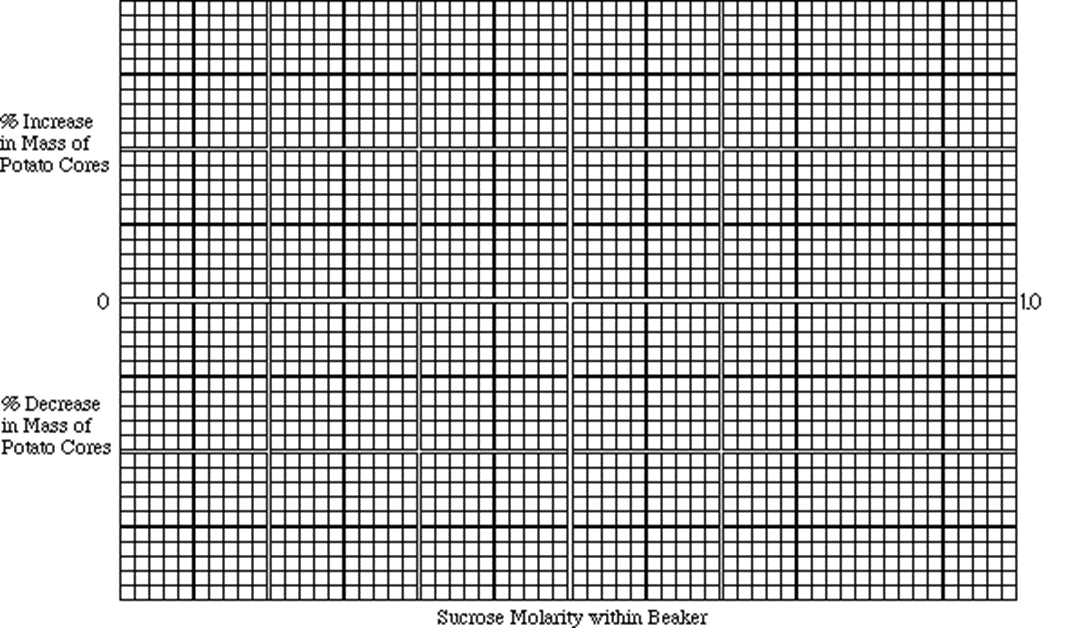 % Increase
in Mass of
Potato Cores
0
1.0
% Decrease
in Mass of
Potato Cores
Sucrose Molarity within Beaker